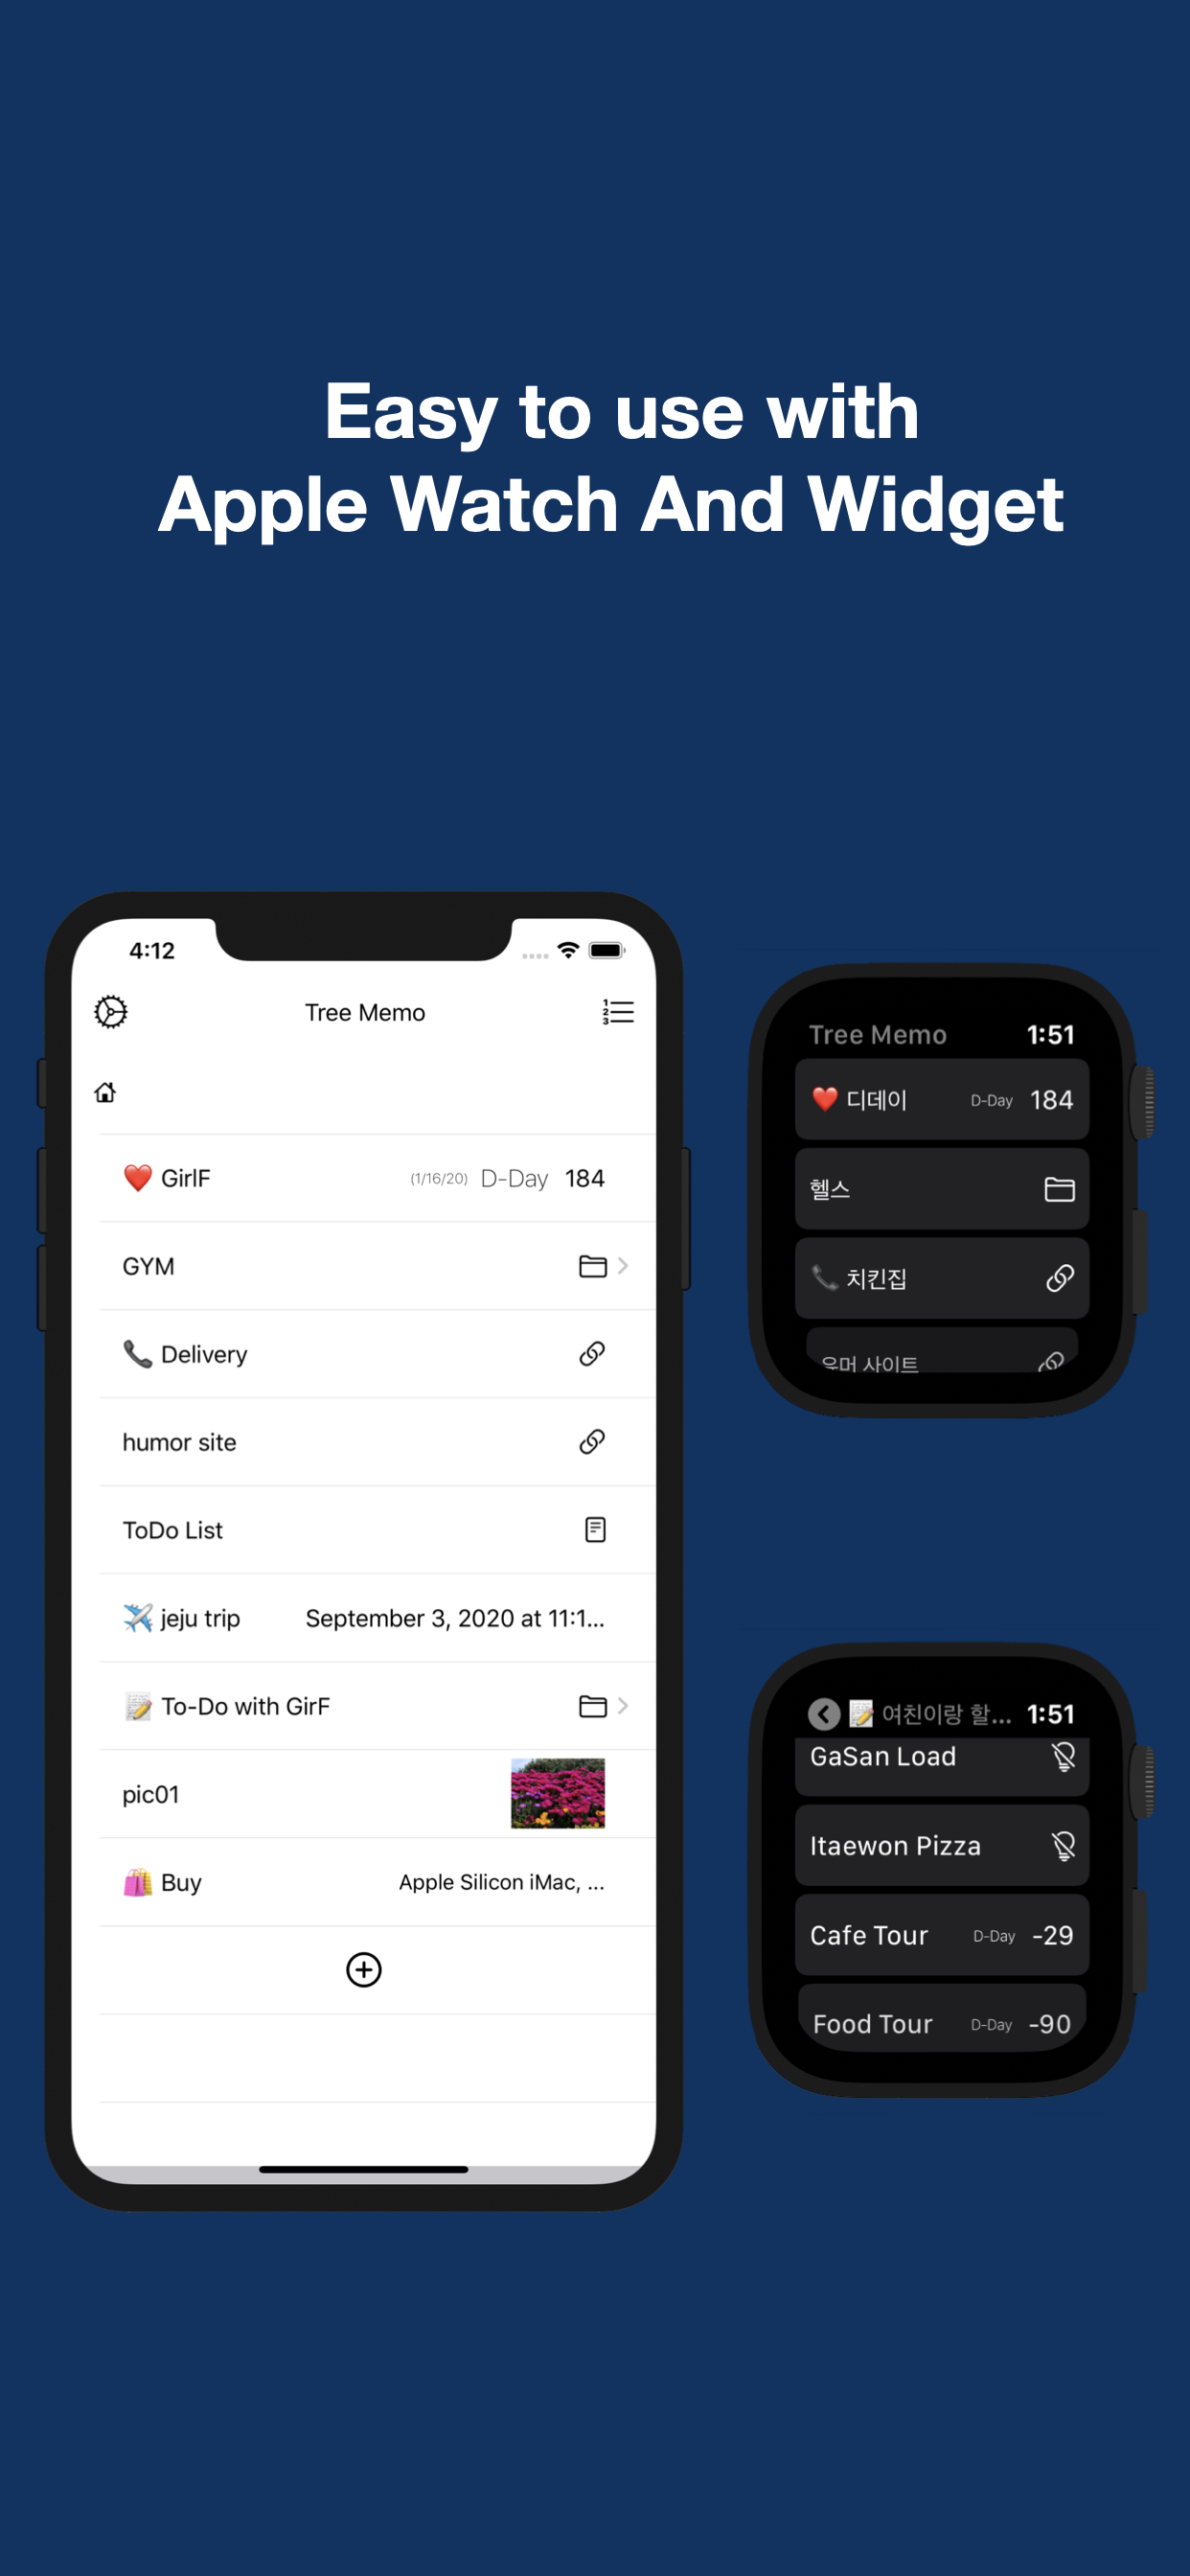 Easy to use with
Apple Watch And Widget
4:12
Tree Memo
1
2
3
GirlF (1/16/20) D-Day 184
GYM
Delivery
humor site
ToDo List
jeju trip September 3, 2020 at 11:1...
To-Do with GirF
pic01
Buy Apple Silicon iMac, ...
Tree Memo 1:51
디데이 D-Day 184
헬스
치킨집
유머 사이트
여친이랑 할... 1:51
GaSan Load
Itaewon Pizza
Cafe Tour D-Day -29
Food Tour D-Day -90